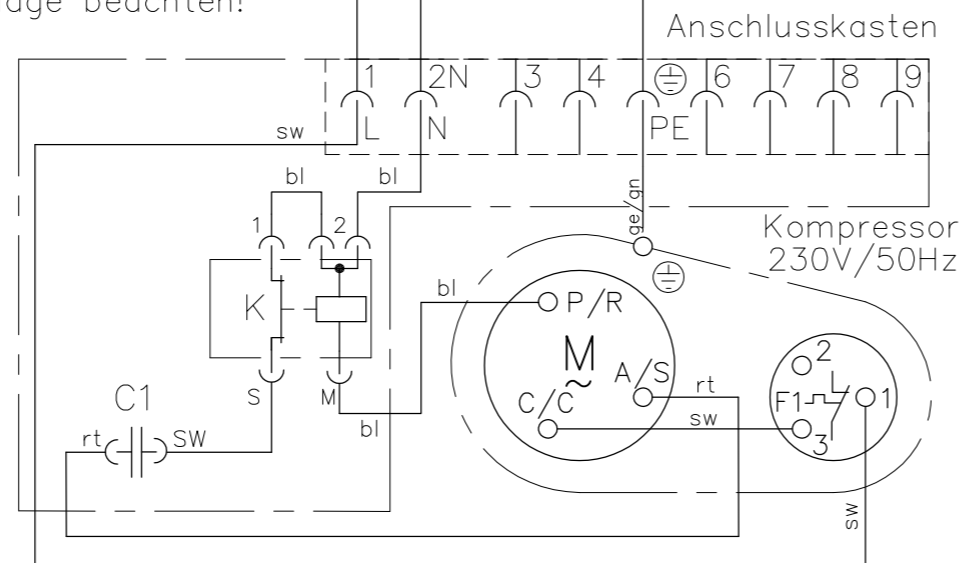 age beachten!
Anschlusskasten
1 2N 3 4 6 7 8 9
L N PE
sw
bl bl
ge/gn
1 2
Kompressor
230V/50Hz
K
bl
P/R
M
~
A/S
C/C
rt
sw
2
F1
1
3
S M
bl
C1
rt SW
sw